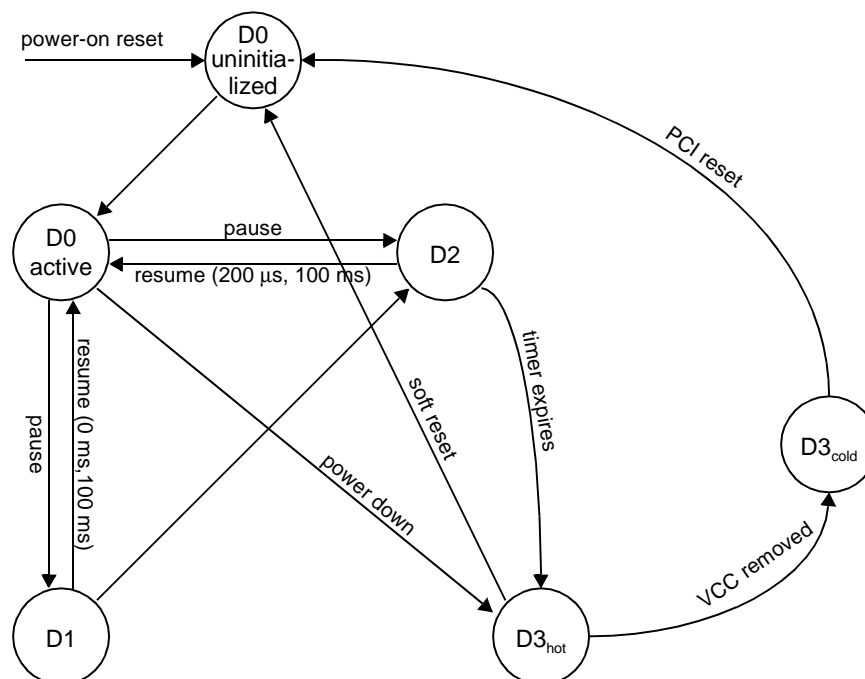 power-on reset
D0
uninitia-
lized
PCI reset
D0
active
pause
D2
resume (200 μs, 100 ms)
timer expires
soft reset
resume (0 ms,100 ms)
pause
power down
D3cold
VCC removed
D1
D3hot